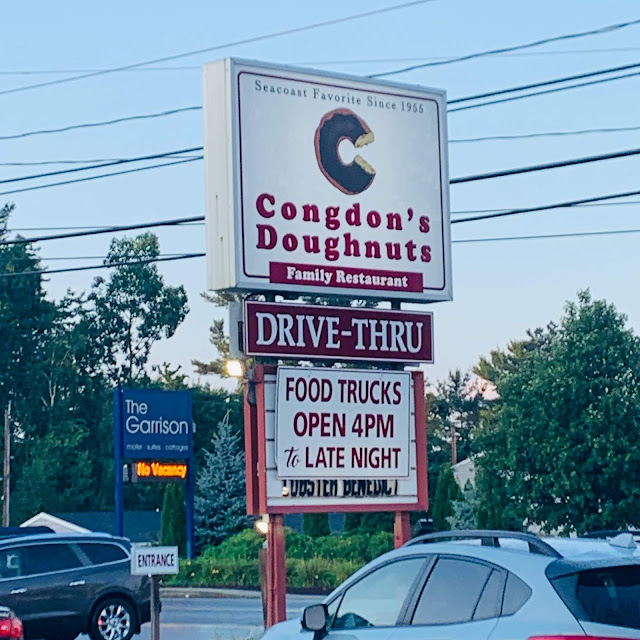 Seacoast Favorite Since 1955
Congdon's
Doughnuts
Family Restaurant
DRIVE-THRU
FOOD TRUCKS
OPEN 4PM
to LATE NIGHT
LOBSTER BENEDICT
The
Garrison
motel suites cottages
No Vacancy
ENTRANCE